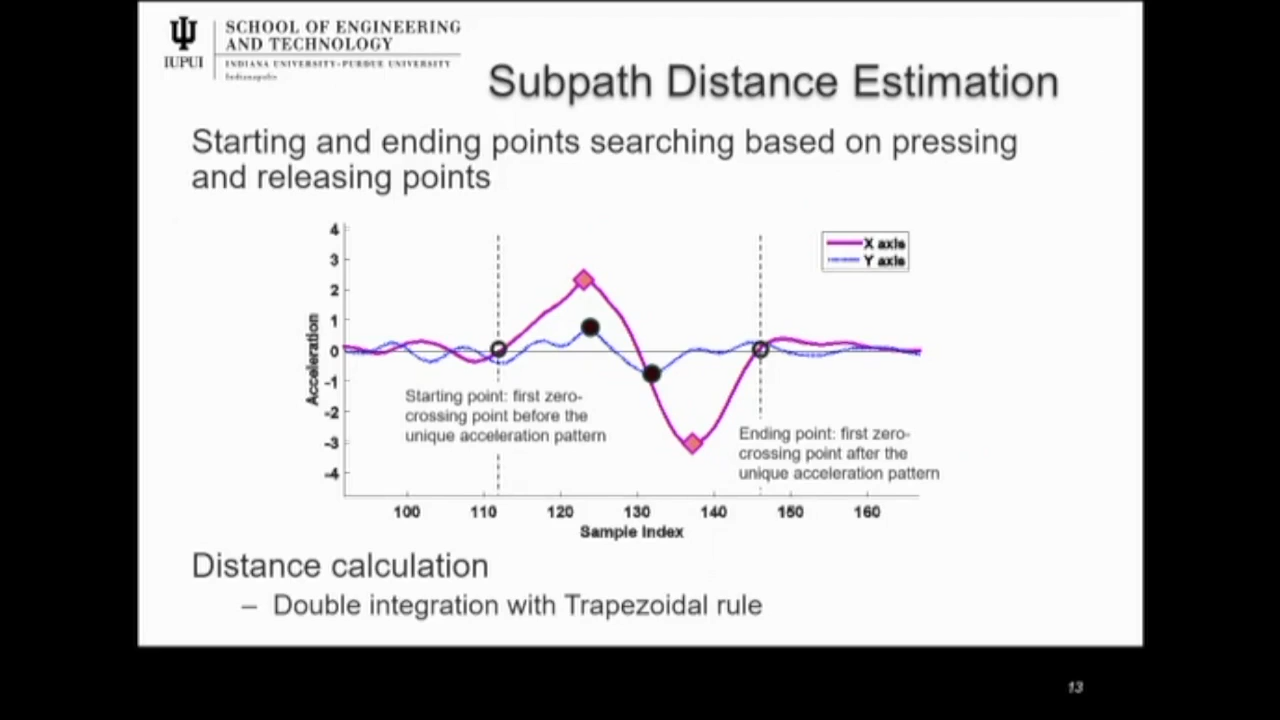 SCHOOL OF ENGINEERING
AND TECHNOLOGY
IUPUI
INDIANA UNIVERSITY–PURDUE UNIVERSITY
Indianapolis
Subpath Distance Estimation
Starting and ending points searching based on pressing
and releasing points
4
3
2
1
0
-1
-2
-3
-4
Acceleration
X axis
Y axis
Starting point: first zero-
crossing point before the
unique acceleration pattern
Ending point: first zero-
crossing point after the
unique acceleration pattern
100 110 120 130 140 150 160
Sample Index
Distance calculation
– Double integration with Trapezoidal rule
13